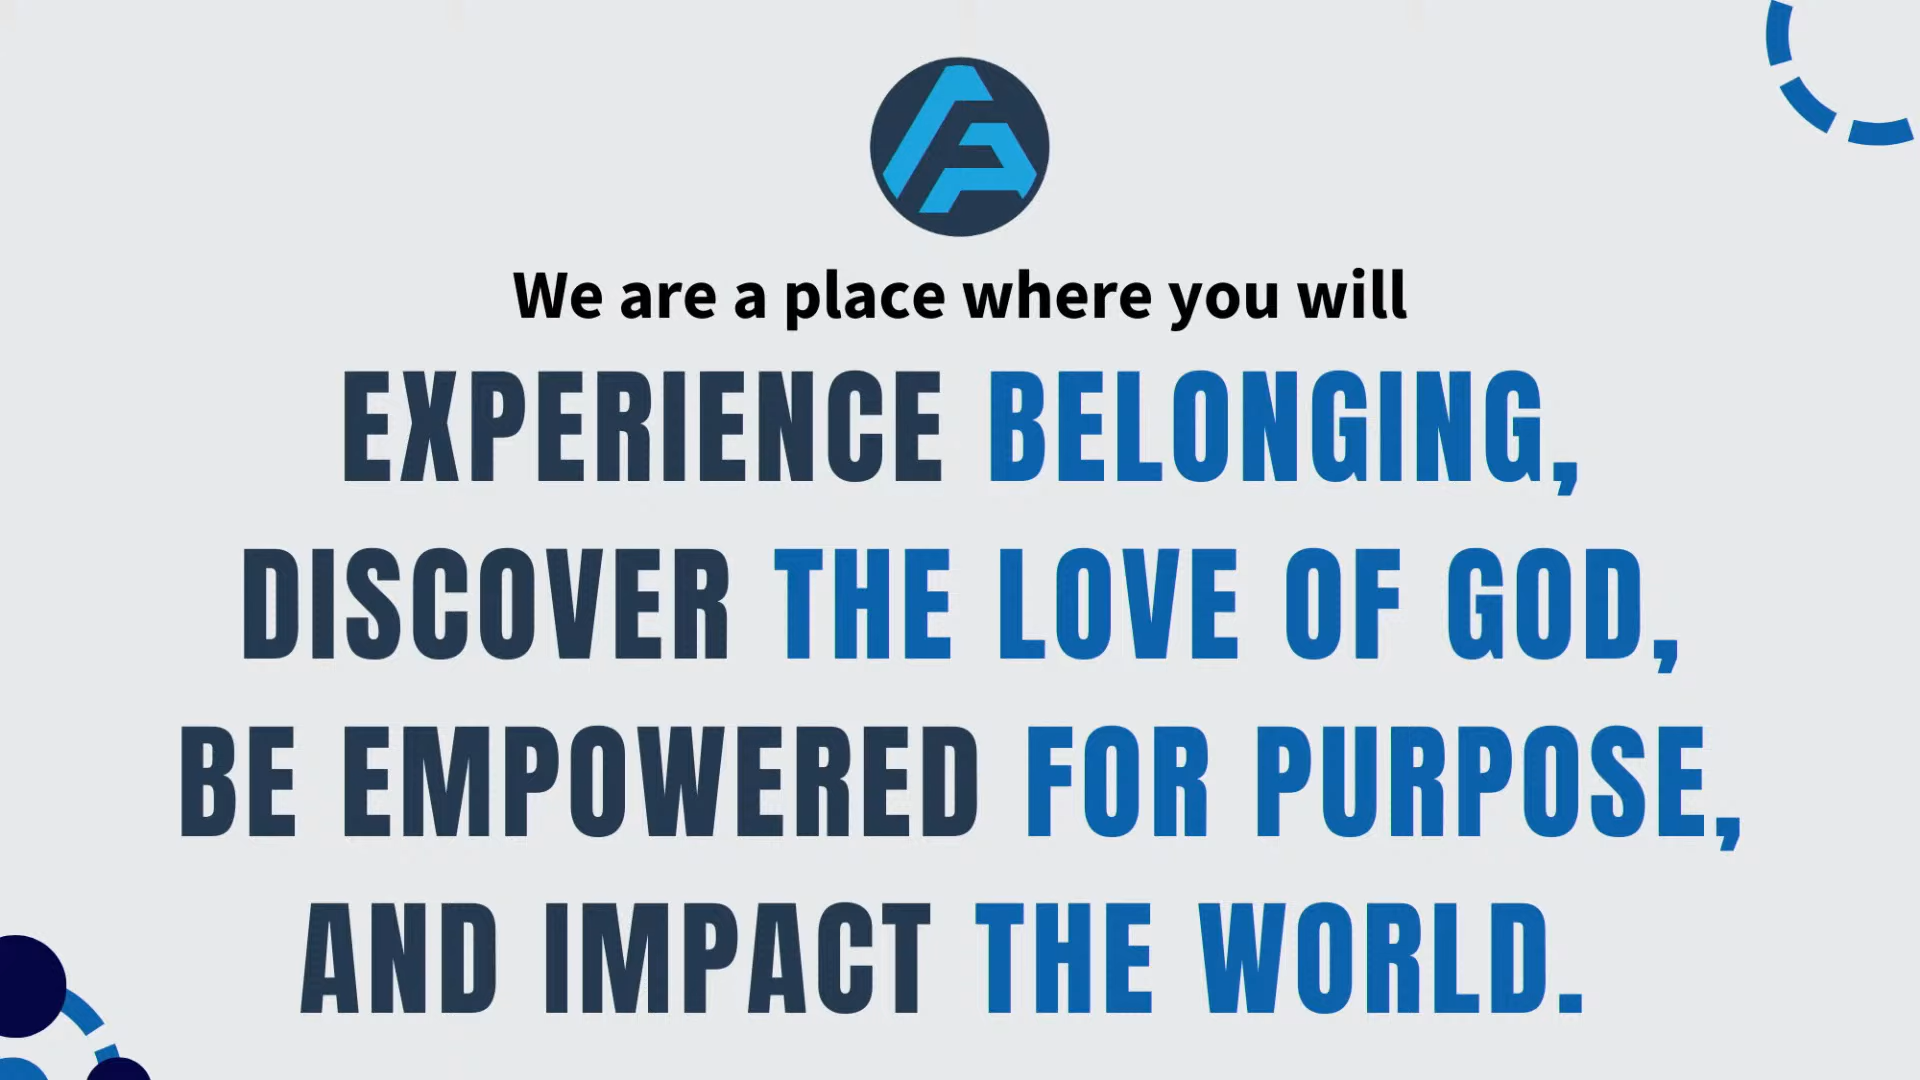 We are a place where you will
EXPERIENCE BELONGING,
DISCOVER THE LOVE OF GOD,
BE EMPOWERED FOR PURPOSE,
AND IMPACT THE WORLD.